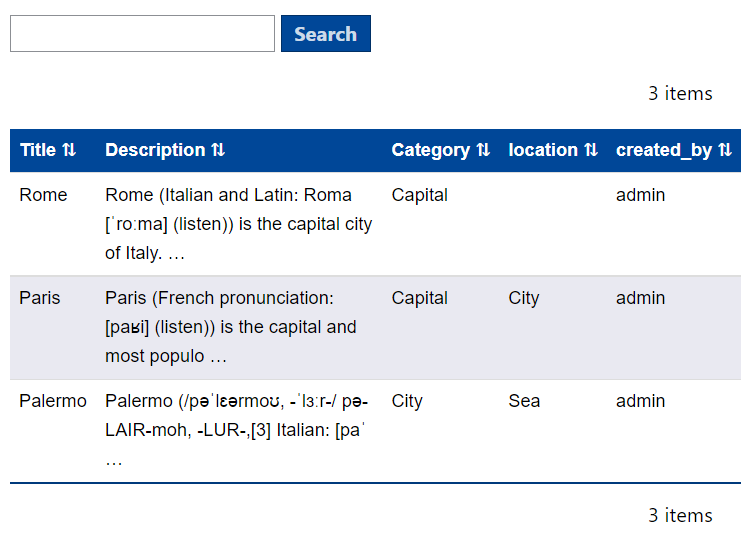 Search
3 items
Title ⇅ Description ⇅ Category ⇅ location ⇅ created_by ⇅
Rome Rome (Italian and Latin: Roma Capital admin
[ˈroːma] (listen)) is the capital city
of Italy. …
Paris Paris (French pronunciation: Capital City admin
[paʁi] (listen)) is the capital and
most populo …
Palermo Palermo (/pəˈlɛərmoʊ, -ˈlɜːr-/ pə- City Sea admin
LAIR-moh, -LUR-,[3] Italian: [paˈ
…
3 items